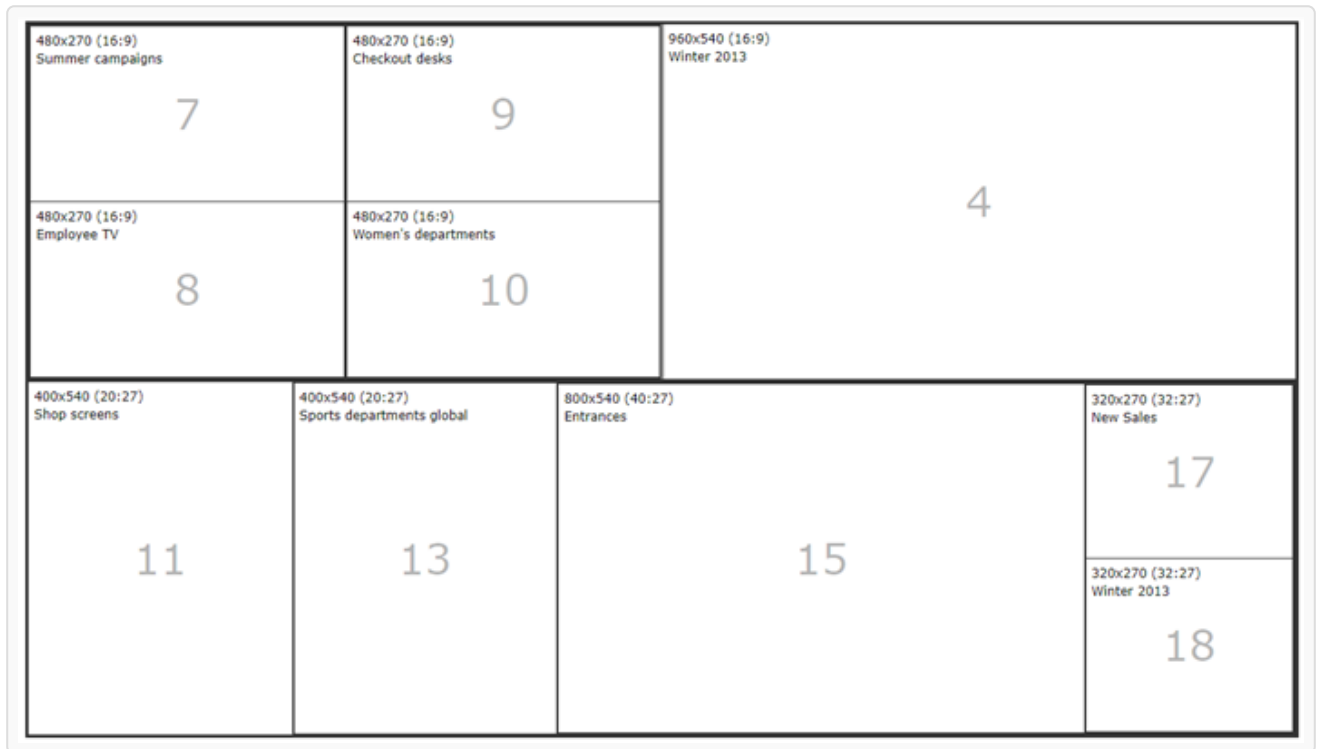 480x270 (16:9)
Summer campaigns
7
480x270 (16:9)
Checkout desks
9
960x540 (16:9)
Winter 2013
4
480x270 (16:9)
Employee TV
8
480x270 (16:9)
Women's departments
10
400x540 (20:27)
Shop screens
11
400x540 (20:27)
Sports departments global
13
800x540 (40:27)
Entrances
15
320x270 (32:27)
New Sales
17
320x270 (32:27)
Winter 2013
18